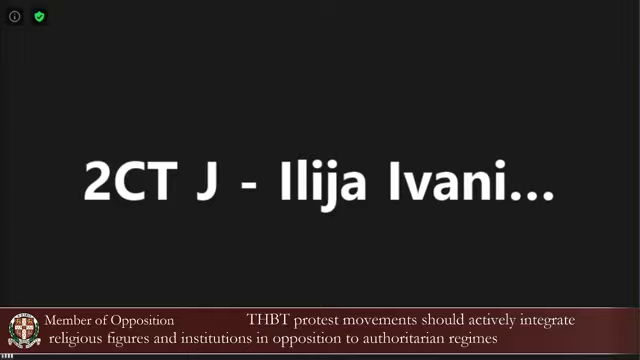 2CT J - Ilija Ivani...
Member of Opposition
THBT protest movements should actively integrate
religious figures and institutions in opposition to authoritarian regimes